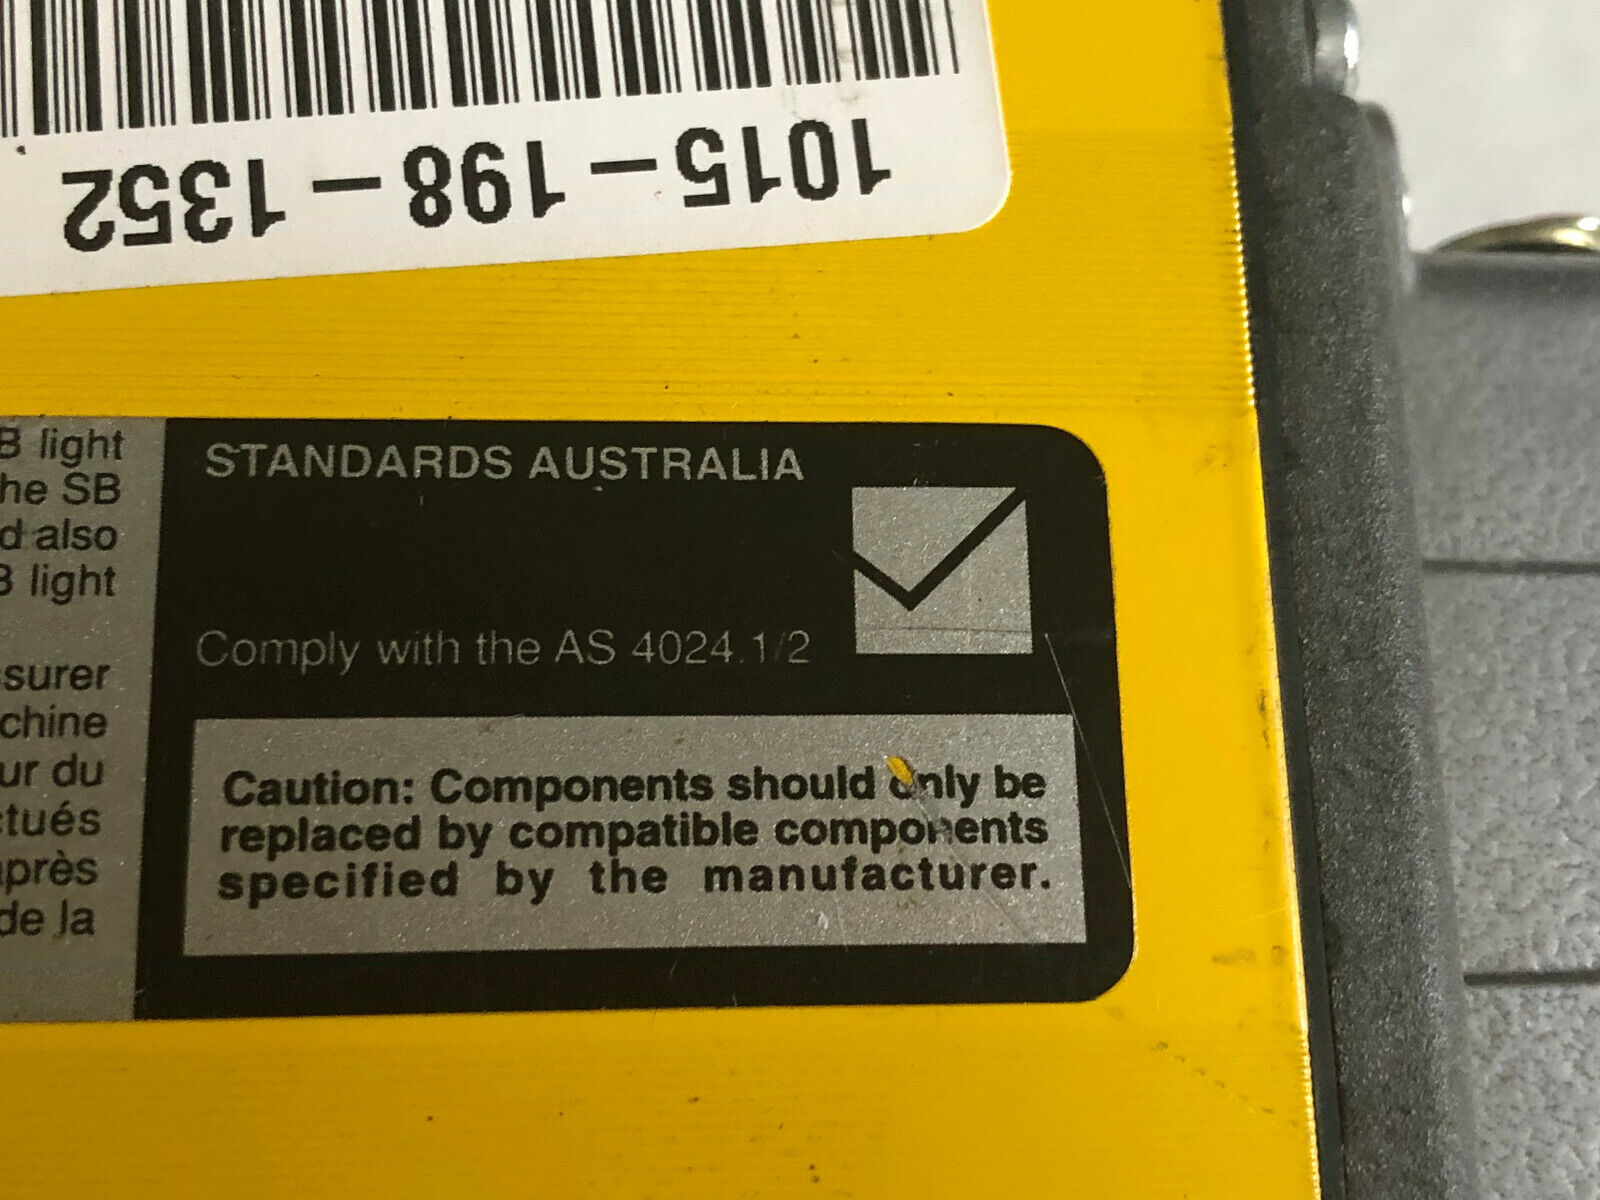 1015-198-1352
B light
he SB
d also
B light
surer
chine
ur du
ctués
après
de la
STANDARDS AUSTRALIA
Comply with the AS 4024.1/2
Caution: Components should only be
replaced by compatible components
specified by the manufacturer.